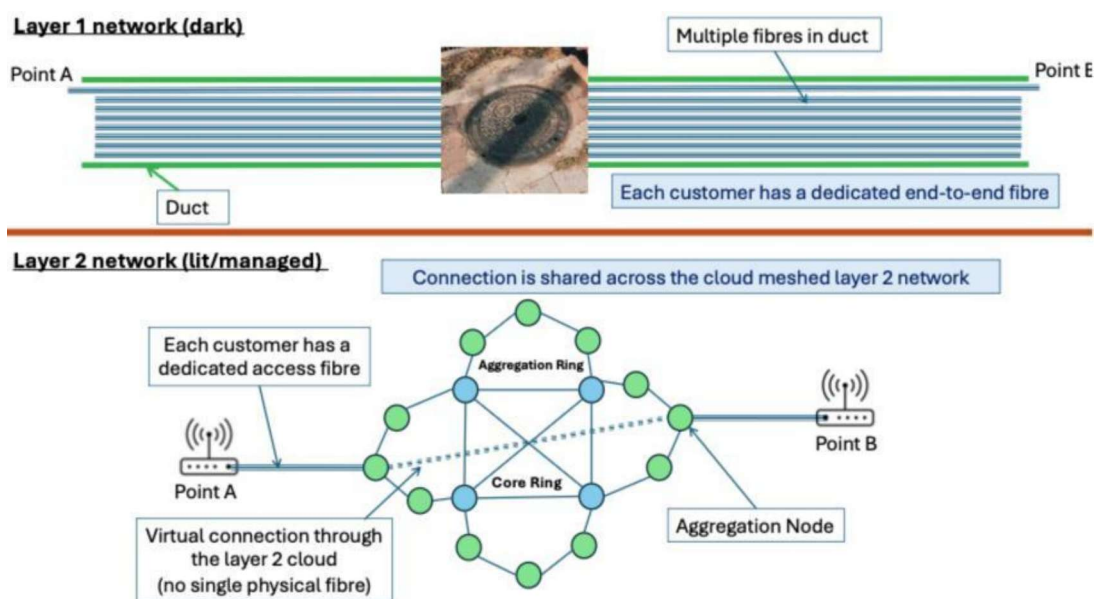 Layer 1 network (dark)
Multiple fibres in duct
Point A
Point B
Each customer has a dedicated end-to-end fibre
Duct
Layer 2 network (lit/managed)
Connection is shared across the cloud meshed layer 2 network
Each customer has a
dedicated access fibre
Aggregation Ring
Point B
Core Ring
Point A
Aggregation Node
Virtual connection through
the layer 2 cloud
(no single physical fibre)